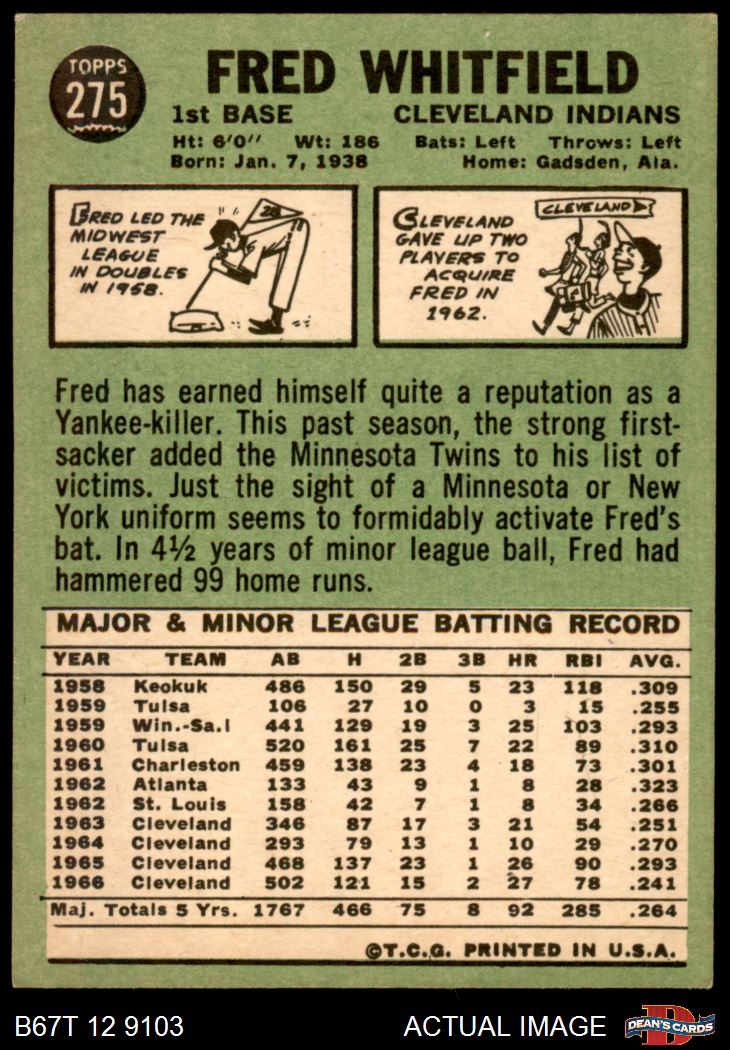 TOPPS
275
FRED WHITFIELD
1st BASE CLEVELAND INDIANS
Ht: 6'0" Wt: 186 Bats: Left Throws: Left
Born: Jan. 7, 1938 Home: Gadsden, Ala.
FRED LED THE
MIDWEST
LEAGUE
IN DOUBLES
IN 1958.
28
CLEVELAND
GAVE UP TWO
PLAYERS TO
ACQUIRE
FRED IN
1962.
CLEVELAND
Fred has earned himself quite a reputation as a
Yankee-killer. This past season, the strong first-
sacker added the Minnesota Twins to his list of
victims. Just the sight of a Minnesota or New
York uniform seems to formidably activate Fred's
bat. In 4½ years of minor league ball, Fred had
hammered 99 home runs.
MAJOR & MINOR LEAGUE BATTING RECORD
YEAR TEAM AB H 2B 3B HR RBI AVG.
1958 Keokuk 486 150 29 5 23 118 .309
1959 Tulsa 106 27 10 0 3 15 .255
1959 Win.-Sa.l 441 129 19 3 25 103 .293
1960 Tulsa 520 161 25 7 22 89 .310
1961 Charleston 459 138 23 4 18 73 .301
1962 Atlanta 133 43 9 1 8 28 .323
1962 St. Louis 158 42 7 1 8 34 .266
1963 Cleveland 346 87 17 3 21 54 .251
1964 Cleveland 293 79 13 1 10 29 .270
1965 Cleveland 468 137 23 1 26 90 .293
1966 Cleveland 502 121 15 2 27 78 .241
Maj. Totals 5 Yrs. 1767 466 75 8 92 285 .264
©T.C.G. PRINTED IN U.S.A.
B67T 12 9103 ACTUAL IMAGE
D
DEAN'S CARDS